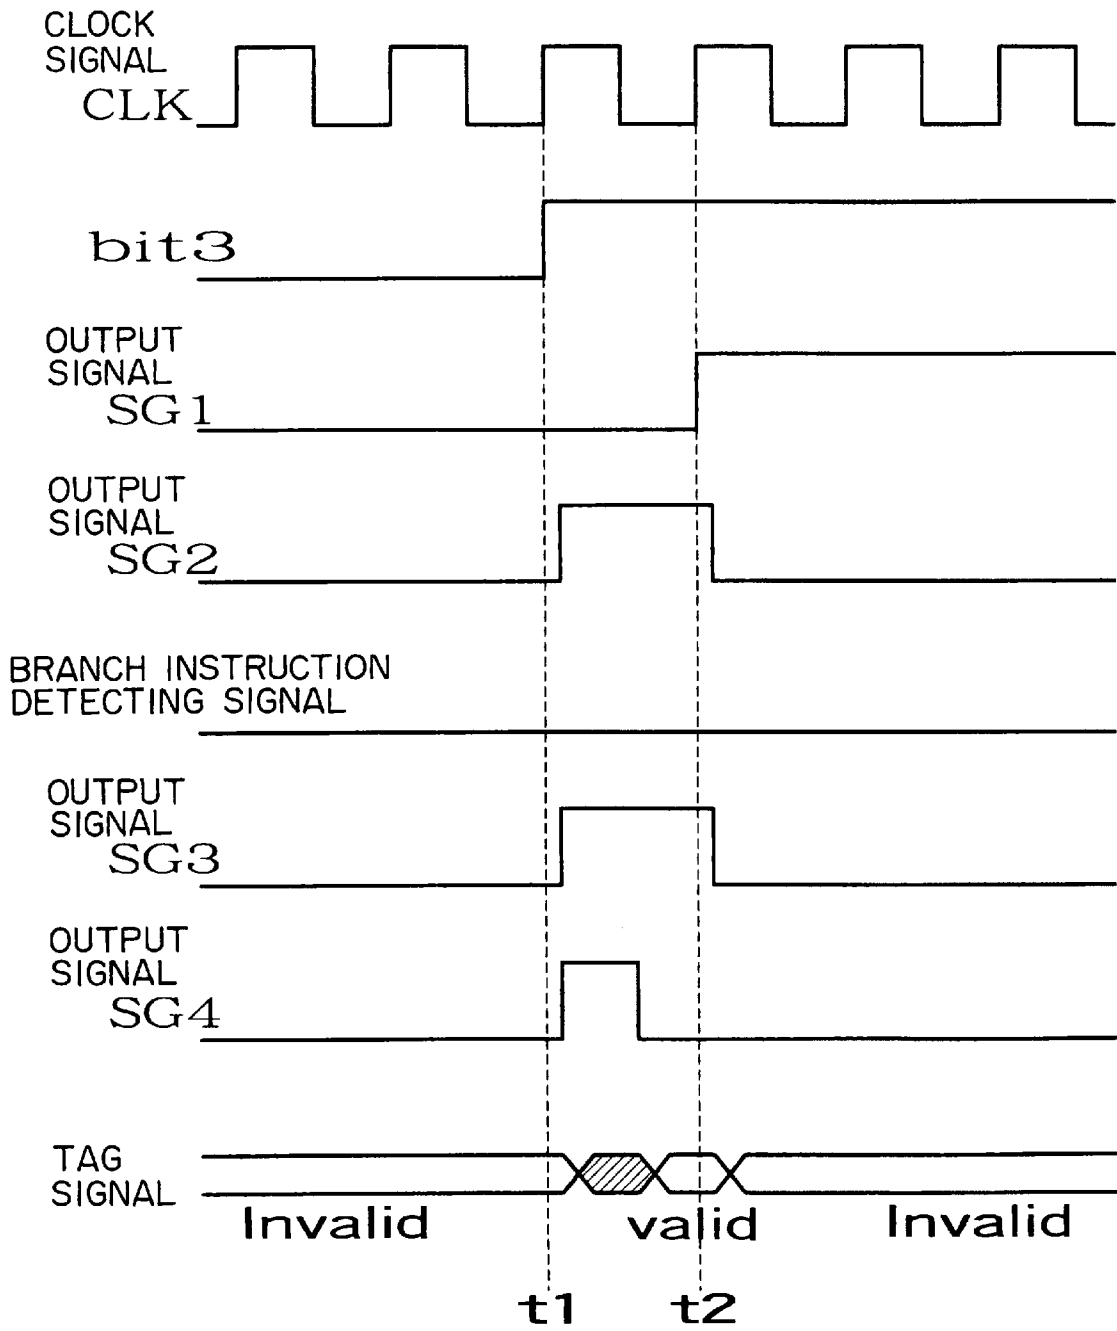 CLOCK
SIGNAL
CLK
bit3
OUTPUT
SIGNAL
SG1
OUTPUT
SIGNAL
SG2
BRANCH INSTRUCTION
DETECTING SIGNAL
OUTPUT
SIGNAL
SG3
OUTPUT
SIGNAL
SG4
TAG
SIGNAL
Invalid valid Invalid
t1 t2